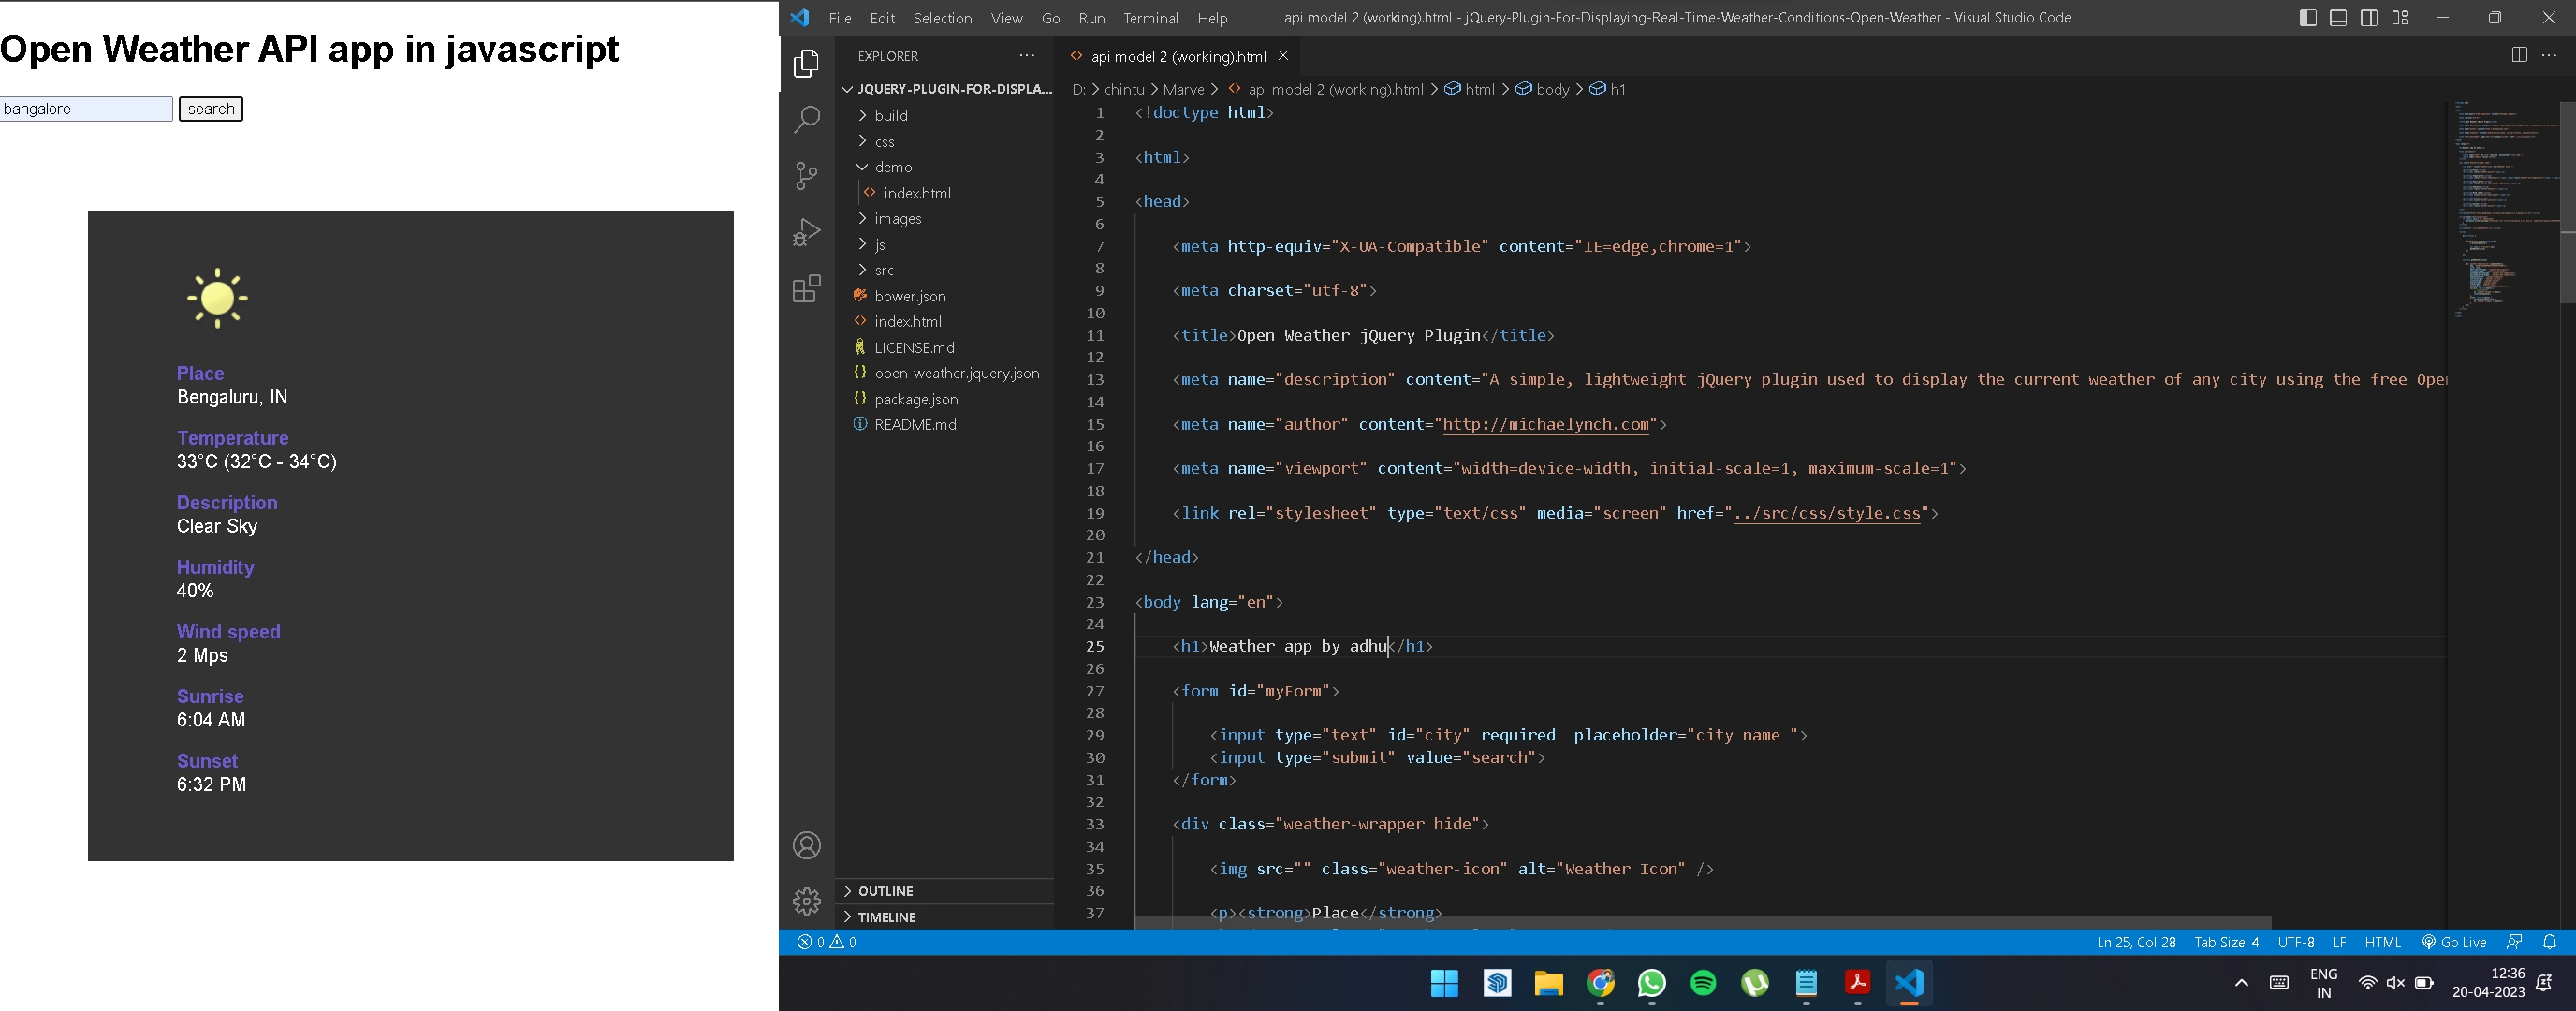 Open Weather API app in javascript
bangalore
search
Place
Bengaluru, IN
Temperature
33°C (32°C - 34°C)
Description
Clear Sky
Humidity
40%
Wind speed
2 Mps
Sunrise
6:04 AM
Sunset
6:32 PM
File Edit Selection View Go Run Terminal Help
api model 2 (working).html - jQuery-Plugin-For-Displaying-Real-Time-Weather-Conditions-Open-Weather - Visual Studio Code
EXPLORER
JQUERY-PLUGIN-FOR-DISPLA...
build
css
demo
index.html
images
js
src
bower.json
index.html
LICENSE.md
open-weather.jquery.json
package.json
README.md
OUTLINE
TIMELINE
api model 2 (working).html
D: > chintu > Marve > api model 2 (working).html > html > body > h1
1 <!doctype html>
2
3 <html>
4
5 <head>
6
7 <meta http-equiv="X-UA-Compatible" content="IE=edge,chrome=1">
8
9 <meta charset="utf-8">
10
11 <title>Open Weather jQuery Plugin</title>
12
13 <meta name="description" content="A simple, lightweight jQuery plugin used to display the current weather of any city using the free Ope
14
15 <meta name="author" content="http://michaelynch.com">
16
17 <meta name="viewport" content="width=device-width, initial-scale=1, maximum-scale=1">
18
19 <link rel="stylesheet" type="text/css" media="screen" href="../src/css/style.css">
20
21 </head>
22
23 <body lang="en">
24
25 <h1>Weather app by adhu</h1>
26
27 <form id="myForm">
28
29 <input type="text" id="city" required  placeholder="city name ">
30 <input type="submit" value="search">
31 </form>
32
33 <div class="weather-wrapper hide">
34
35 <img src="" class="weather-icon" alt="Weather Icon" />
36
37 <p><strong>Place</strong>
0 0
Ln 25, Col 28 Tab Size: 4 UTF-8 LF HTML Go Live
ENG
IN
12:36
20-04-2023